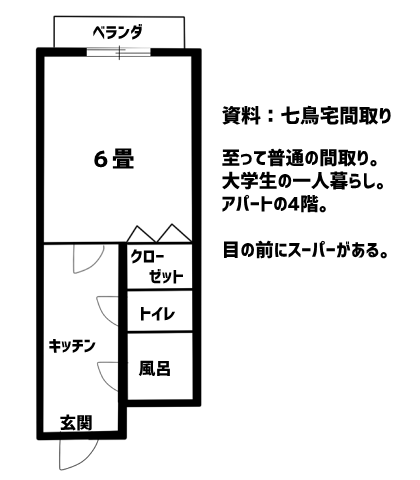 ベランダ
6畳
クロー
ゼット
トイレ
風呂
キッチン
玄関
資料：七鳥宅間取り
至って普通の間取り。
大学生の一人暮らし。
アパートの4階。
目の前にスーパーがある。